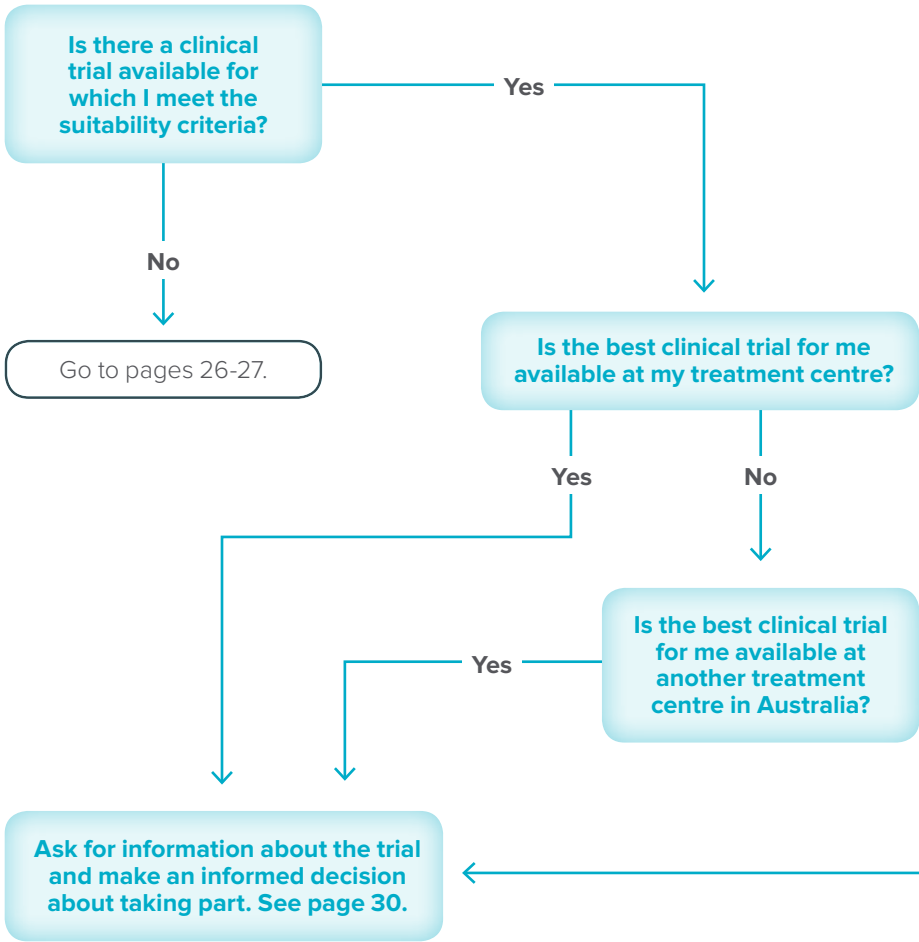 Is there a clinical
trial available for
which I meet the
suitability criteria?
Yes
No
Go to pages 26-27.
Is the best clinical trial for me
available at my treatment centre?
Yes
No
Is the best clinical trial
for me available at
another treatment
centre in Australia?
Yes
Ask for information about the trial
and make an informed decision
about taking part. See page 30.